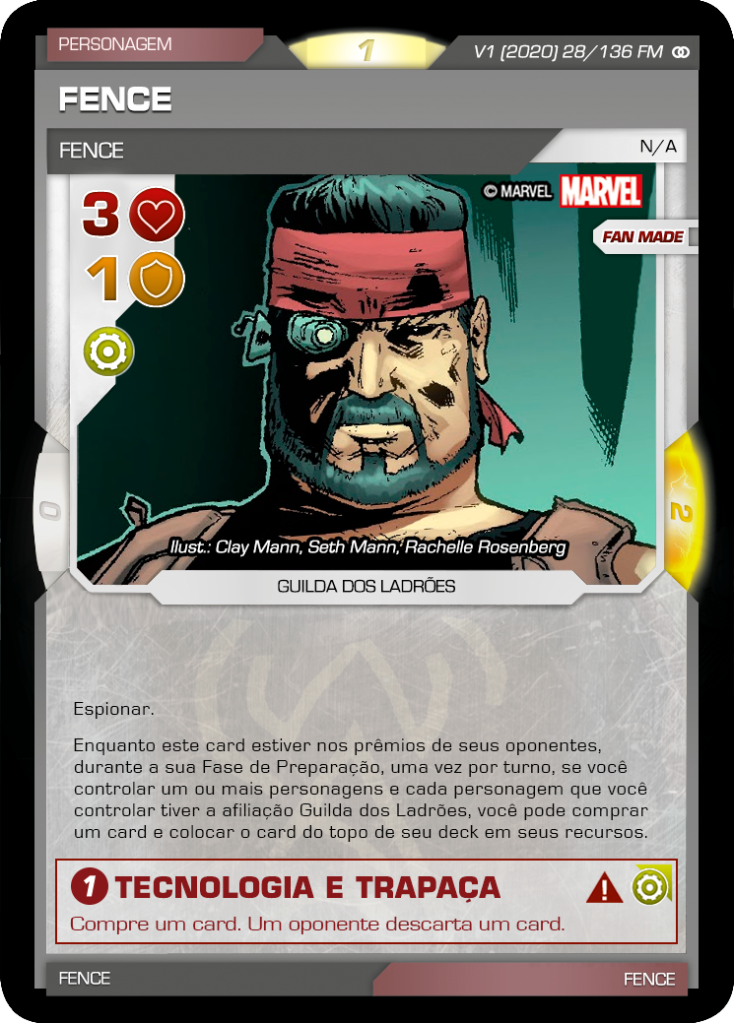 PERSONAGEM
1
V1 (2020) 28/136 FM
FENCE
FENCE
N/A
© MARVEL MARVEL
3
FAN MADE
1
0
2
Ilust.: Clay Mann, Seth Mann, Rachelle Rosenberg
GUILDA DOS LADRÕES
Espionar.
Enquanto este card estiver nos prêmios de seus oponentes,
durante a sua Fase de Preparação, uma vez por turno, se você
controlar um ou mais personagens e cada personagem que você
controlar tiver a afiliação Guilda dos Ladrões, você pode comprar
um card e colocar o card do topo de seu deck em seus recursos.
1 TECNOLOGIA E TRAPAÇA
Compre um card. Um oponente descarta um card.
FENCE
FENCE